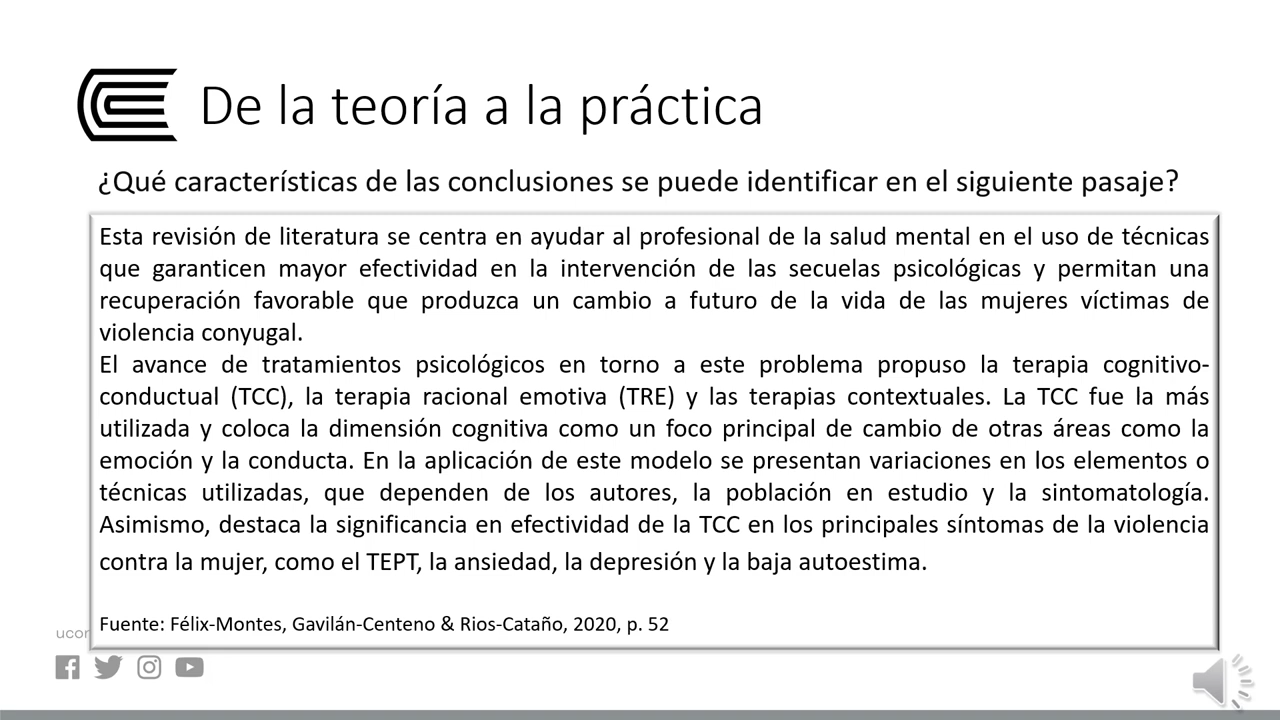 De la teoría a la práctica
¿Qué características de las conclusiones se puede identificar en el siguiente pasaje?
Esta revisión de literatura se centra en ayudar al profesional de la salud mental en el uso de técnicas
que garanticen mayor efectividad en la intervención de las secuelas psicológicas y permitan una
recuperación favorable que produzca un cambio a futuro de la vida de las mujeres víctimas de
violencia conyugal.
El avance de tratamientos psicológicos en torno a este problema propuso la terapia cognitivo-
conductual (TCC), la terapia racional emotiva (TRE) y las terapias contextuales. La TCC fue la más
utilizada y coloca la dimensión cognitiva como un foco principal de cambio de otras áreas como la
emoción y la conducta. En la aplicación de este modelo se presentan variaciones en los elementos o
técnicas utilizadas, que dependen de los autores, la población en estudio y la sintomatología.
Asimismo, destaca la significancia en efectividad de la TCC en los principales síntomas de la violencia
contra la mujer, como el TEPT, la ansiedad, la depresión y la baja autoestima.
Fuente: Félix-Montes, Gavilán-Centeno & Rios-Cataño, 2020, p. 52